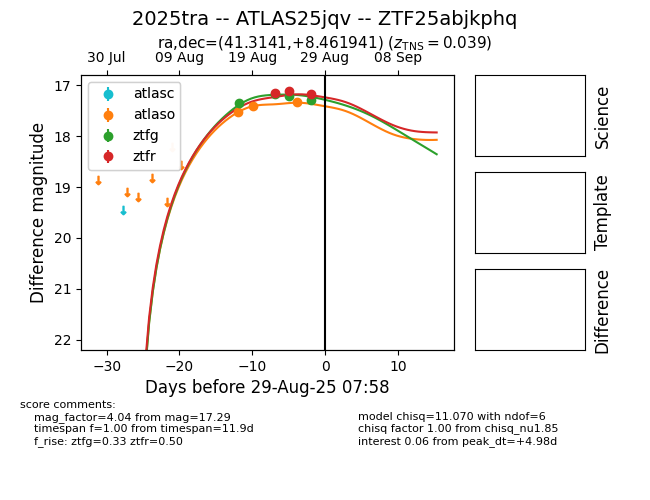 2025tra -- ATLAS25jqv -- ZTF25abjkphq
ra,dec=(41.3141,+8.461941) (z_TNS = 0.039)
30 Jul 09 Aug 19 Aug 29 Aug 08 Sep
atlasc
atlaso
ztfg
ztfr
17
18
19
20
21
22
Difference magnitude
−30 −20 −10 0 10
Days before 29-Aug-25 07:58
Science
Template
Difference
score comments:
mag_factor=4.04 from mag=17.29
timespan f=1.00 from timespan=11.9d
f_rise: ztfg=0.33 ztfr=0.50
model chisq=11.070 with ndof=6
chisq factor 1.00 from chisq_nu1.85
interest 0.06 from peak_dt=+4.98d